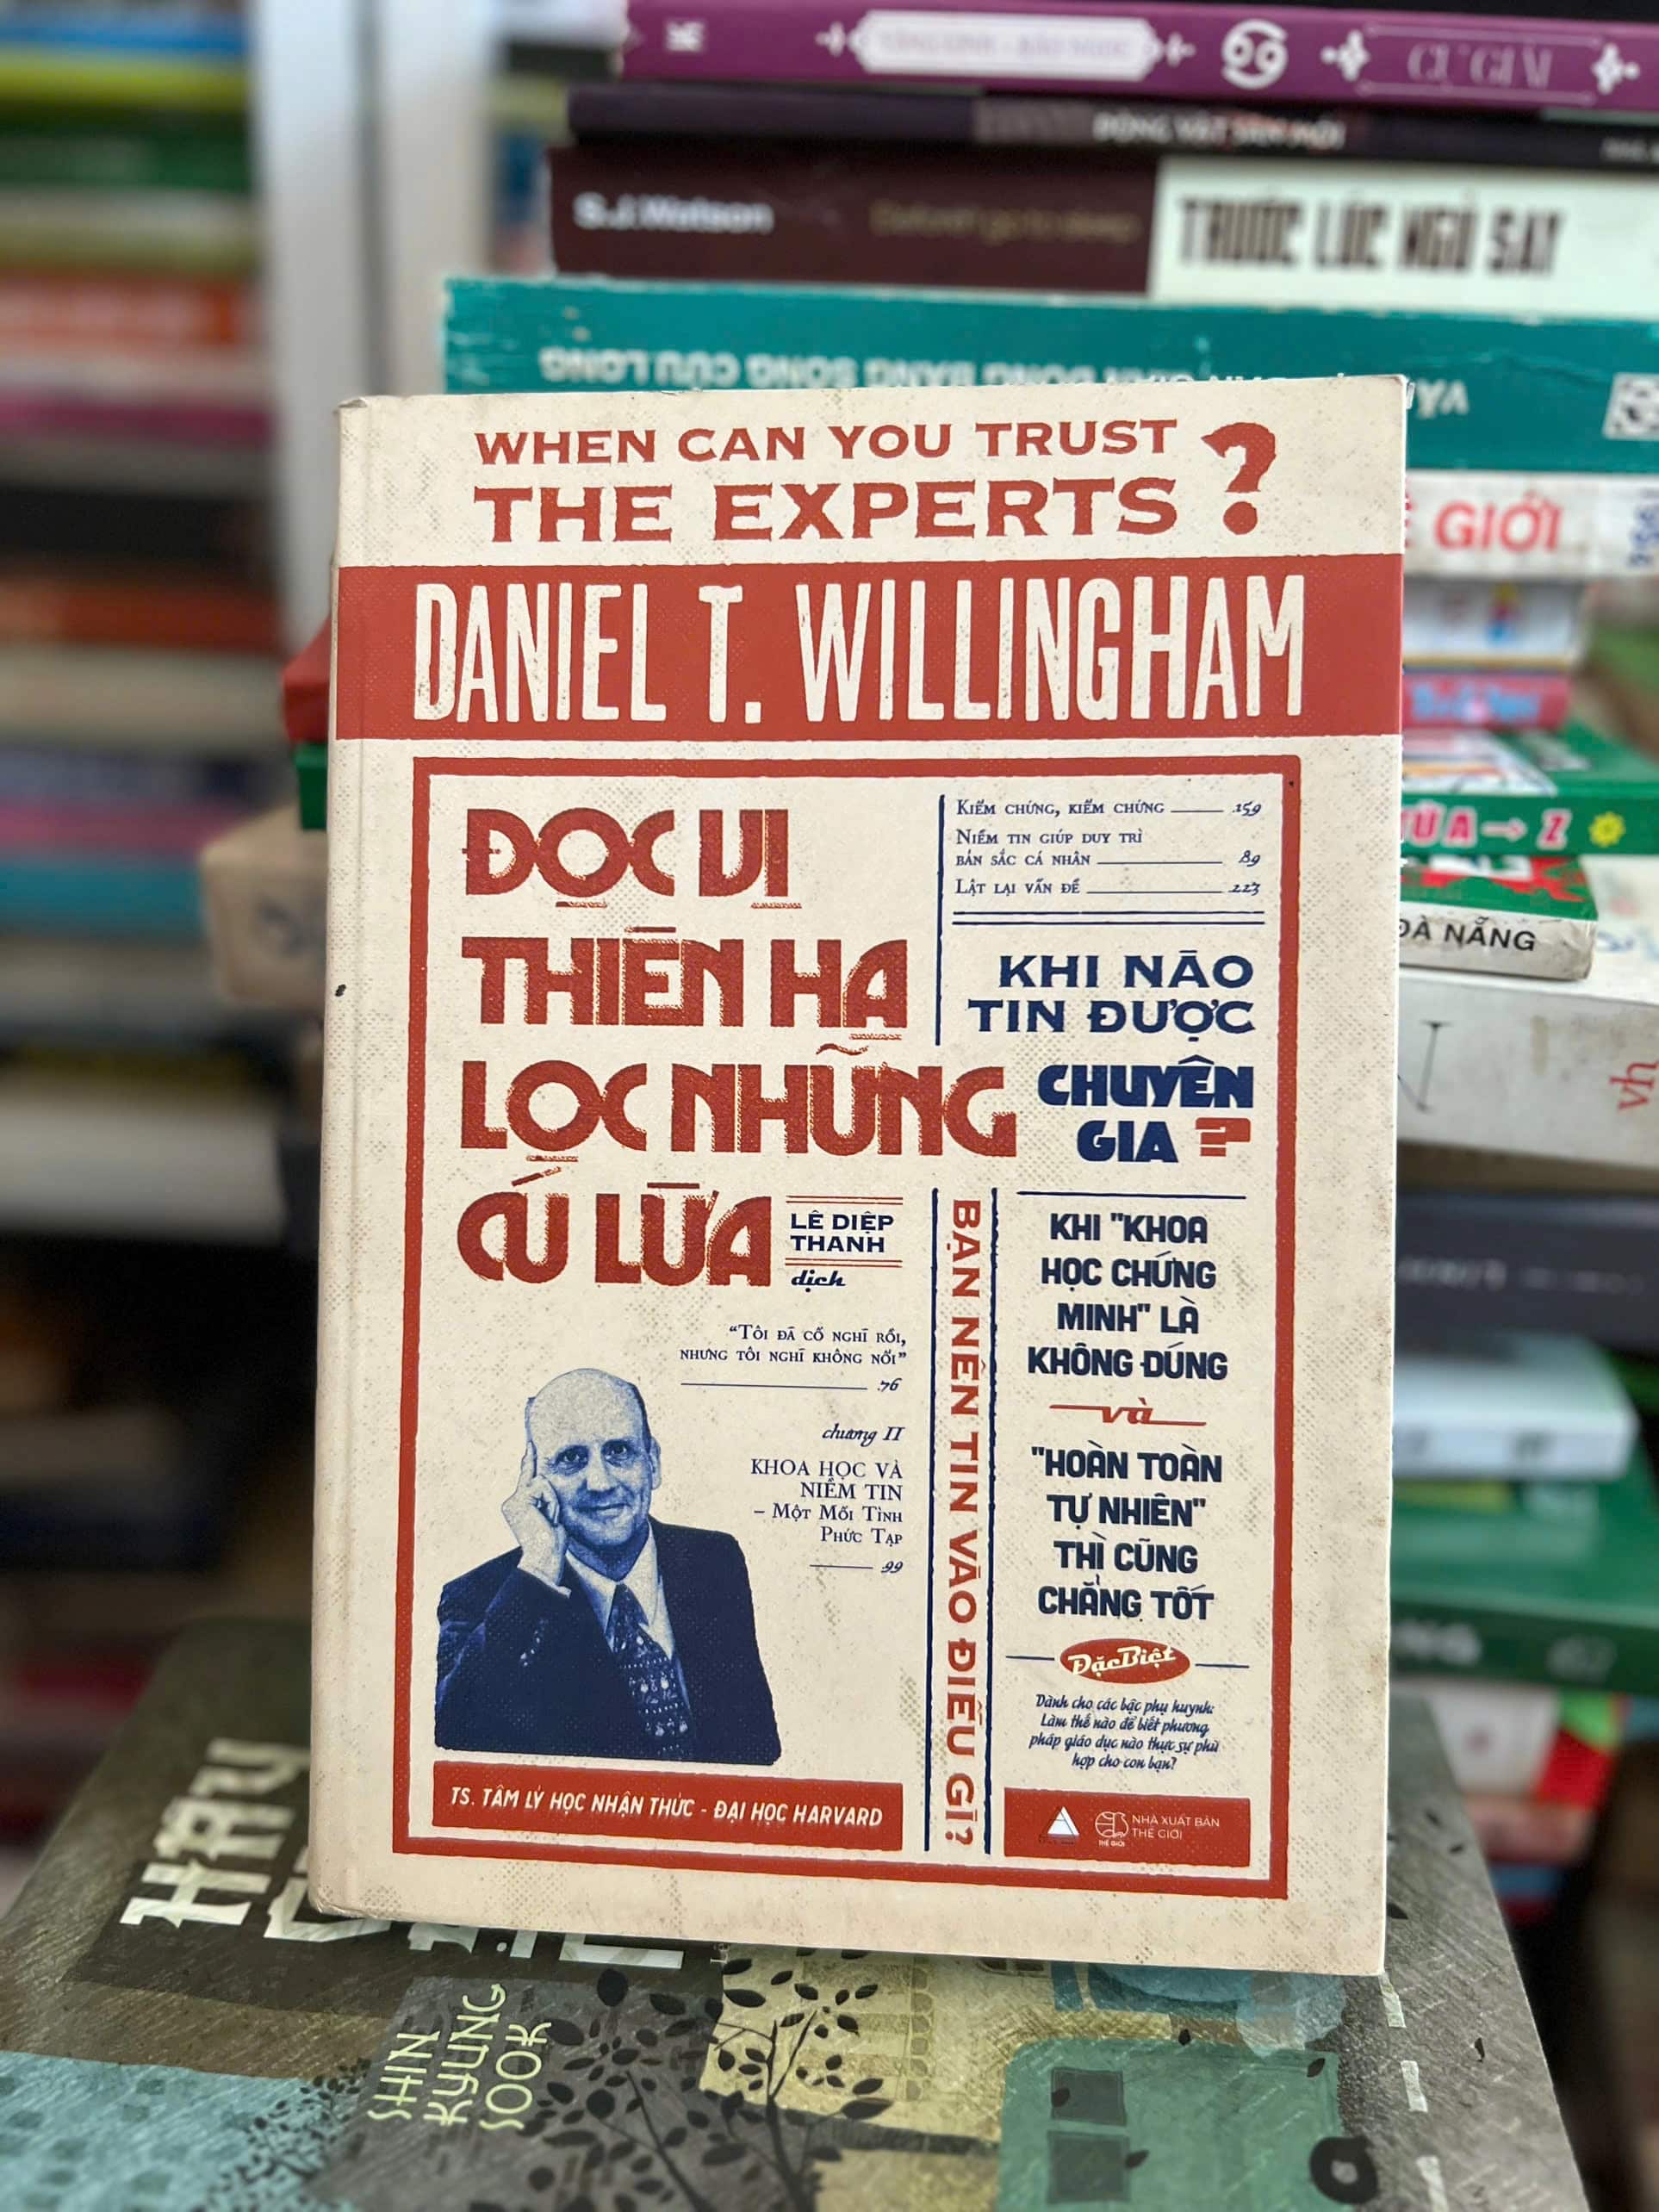 S.J.Watson
TRƯỚC LÚC NGỦ SAY
GIỚI
ĐÀ NẴNG
WHEN CAN YOU TRUST
THE EXPERTS?
DANIEL T. WILLINGHAM
ĐỌC VỊ
THIÊN HẠ
LỌC NHỮNG
CÚ LỪA
LÊ DIỆP
THANH
dịch
KIỂM CHỨNG, KIỂM CHỨNG 159
NIỀM TIN GIÚP DUY TRÌ
BẢN SẮC CÁ NHÂN 89
LẬT LẠI VẤN ĐỀ 223
KHI NÀO
TIN ĐƯỢC
CHUYÊN
GIA ?
"TÔI ĐÃ CỐ NGHĨ RỒI,
NHƯNG TÔI NGHĨ KHÔNG NỔI"
76
chương II
KHOA HỌC VÀ
NIỀM TIN
– MỘT MỐI TÌNH
PHỨC TẠP
99
BẠN NÊN TIN VÀO ĐIỀU GÌ?
KHI "KHOA
HỌC CHỨNG
MINH" LÀ
KHÔNG ĐÚNG
và
"HOÀN TOÀN
TỰ NHIÊN"
THÌ CŨNG
CHẲNG TỐT
Đặc Biệt
Dành cho các bậc phụ huynh:
Làm thế nào để biết phương
pháp giáo dục nào thực sự phù
hợp cho con bạn?
TS. TÂM LÝ HỌC NHẬN THỨC - ĐẠI HỌC HARVARD
THẾ GIỚI
NHÀ XUẤT BẢN
THẾ GIỚI
HÃY
SHIN
KYUNG
SOOK